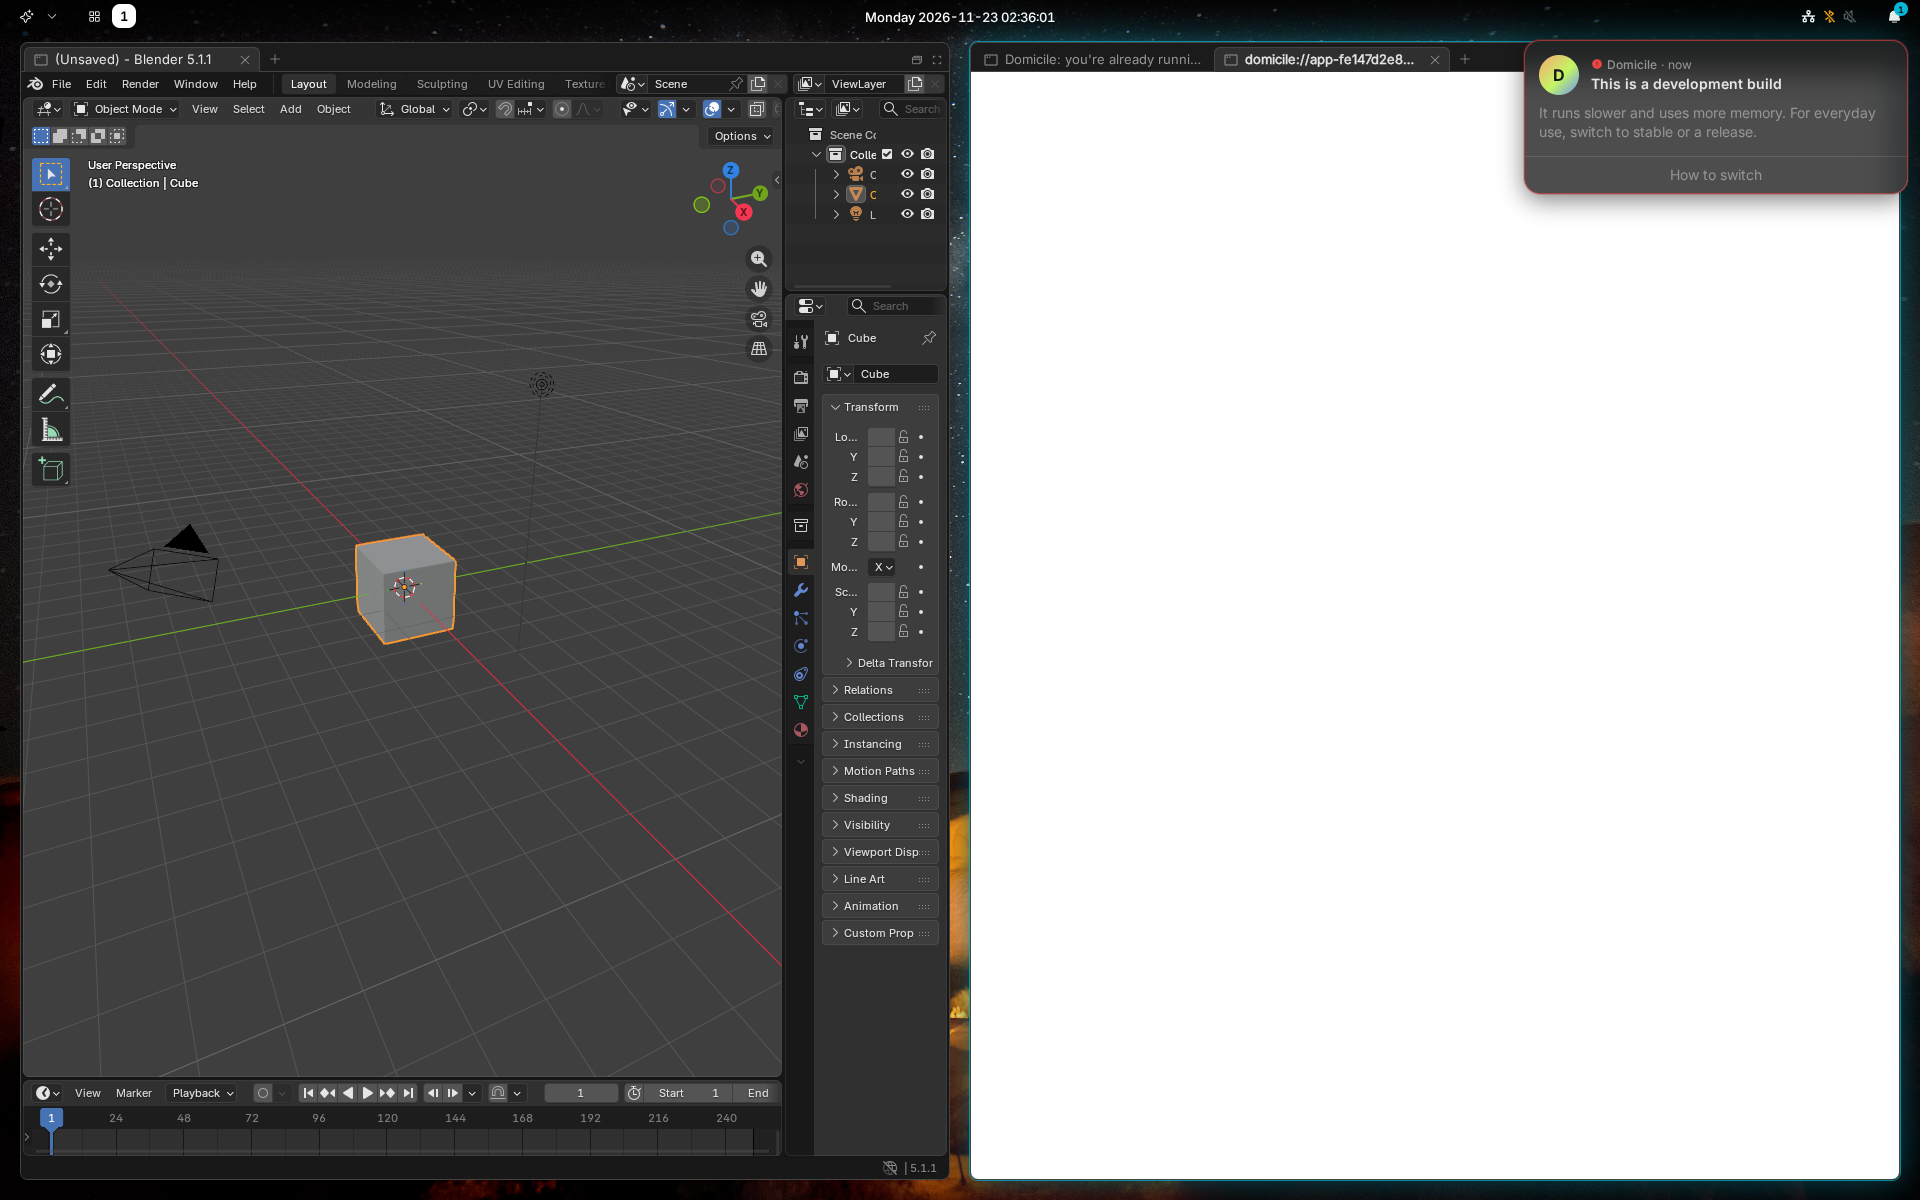 1
Monday 2026-11-23 02:36:01
1
(Unsaved) - Blender 5.1.1
File Edit Render Window Help
Layout Modeling Sculpting UV Editing Texture
Scene
ViewLayer
Object Mode View Select Add Object
Global
Search
Options
User Perspective
(1) Collection | Cube
Z
Y
X
Scene Cc
Colle
C
C
L
Search
Cube
Cube
Transform
Lo...
Y
Z
Ro...
Y
Z
Mo... X
Sc...
Y
Z
Delta Transfor
Relations
Collections
Instancing
Motion Paths
Shading
Visibility
Viewport Disp
Line Art
Animation
Custom Prop
View Marker Playback
1
Start 1
End
1 24 48 72 96 120 144 168 192 216 240
5.1.1
Domicile: you're already runni...
domicile://app-fe147d2e8...
D
Domicile · now
This is a development build
It runs slower and uses more memory. For everyday
use, switch to stable or a release.
How to switch